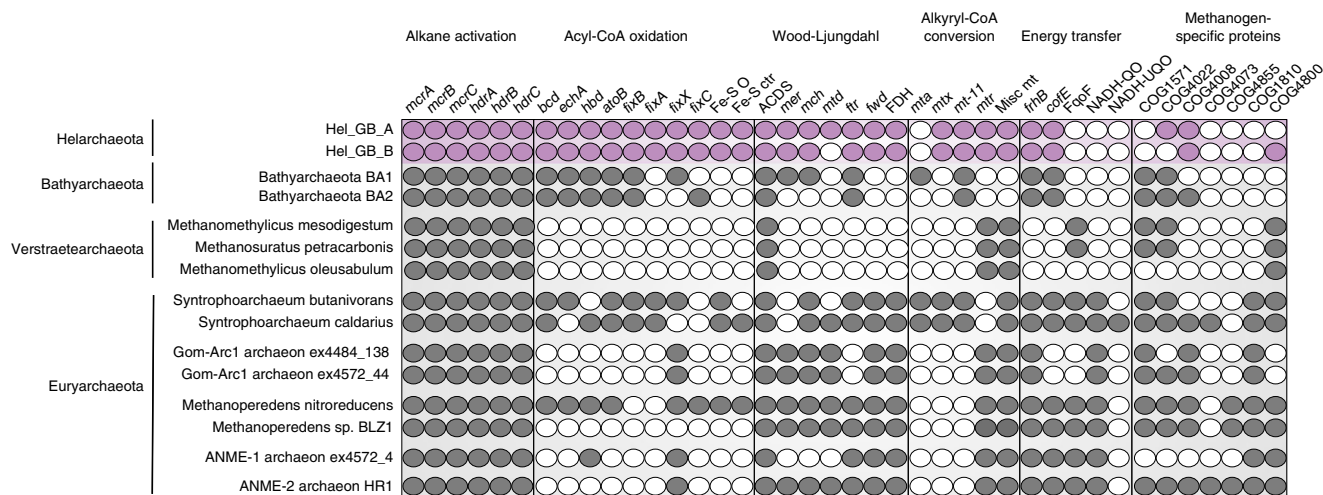 Alkane activation
Acyl-CoA oxidation
Wood-Ljungdahl
Alkyryl-CoA
conversion
Energy transfer
Methanogen-
specific proteins
mcrA
mcrB
mcrC
hdrA
hdrB
hdrC
bcd
echA
hbd
atoB
fixB
fixA
fixX
fixC
Fe-S O
Fe-S ctr
ACDS
mer
mch
mtd
ftr
fwd
FDH
mta
mtx
mt-11
mtr
Misc mt
frhB
cofE
FqoF
NADH-QO
NADH-UQO
COG1571
COG4022
COG4008
COG4073
COG4855
COG1810
COG4800
Helarchaeota
Hel_GB_A
Hel_GB_B
Bathyarchaeota
Bathyarchaeota BA1
Bathyarchaeota BA2
Verstraetearchaeota
Methanomethylicus mesodigestum
Methanosuratus petracarbonis
Methanomethylicus oleusabulum
Euryarchaeota
Syntrophoarchaeum butanivorans
Syntrophoarchaeum caldarius
Gom-Arc1 archaeon ex4484_138
Gom-Arc1 archaeon ex4572_44
Methanoperedens nitroreducens
Methanoperedens sp. BLZ1
ANME-1 archaeon ex4572_4
ANME-2 archaeon HR1